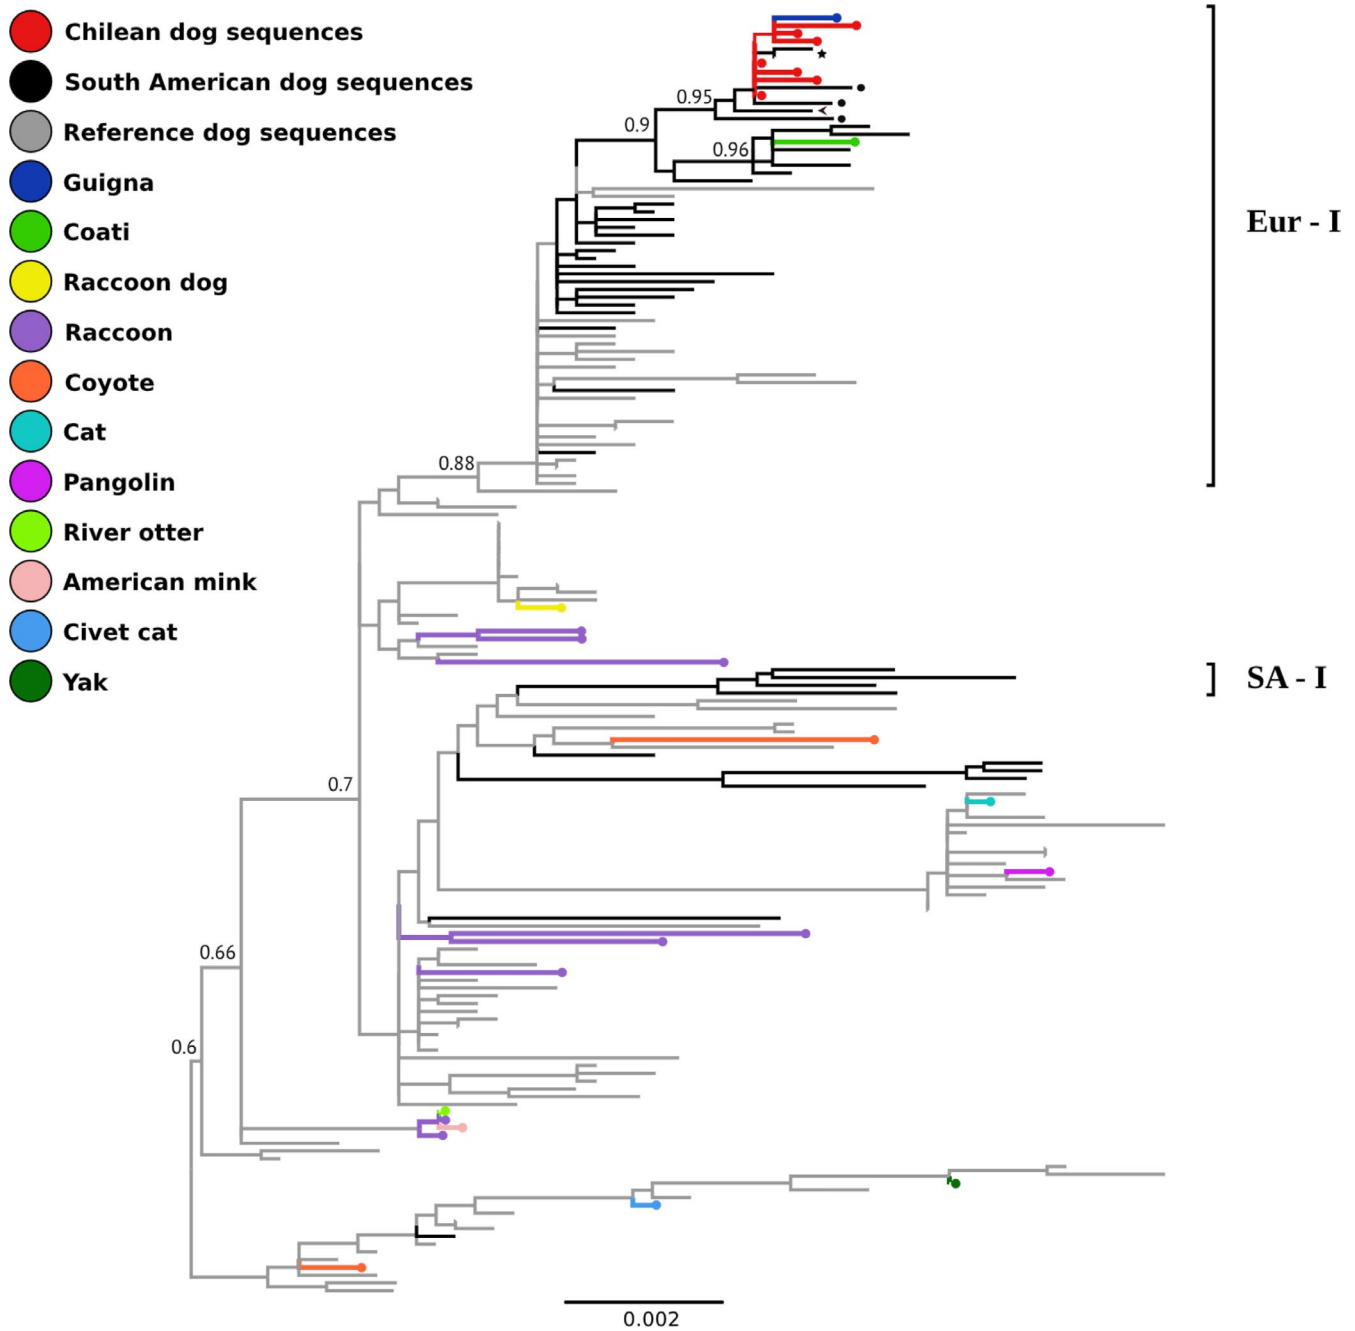 Chilean dog sequences
South American dog sequences
Reference dog sequences
Guigna
Coati
Raccoon dog
Raccoon
Coyote
Cat
Pangolin
River otter
American mink
Civet cat
Yak
0.95
0.9
0.96
Eur - I
0.88
SA - I
0.7
0.66
0.6
0.002